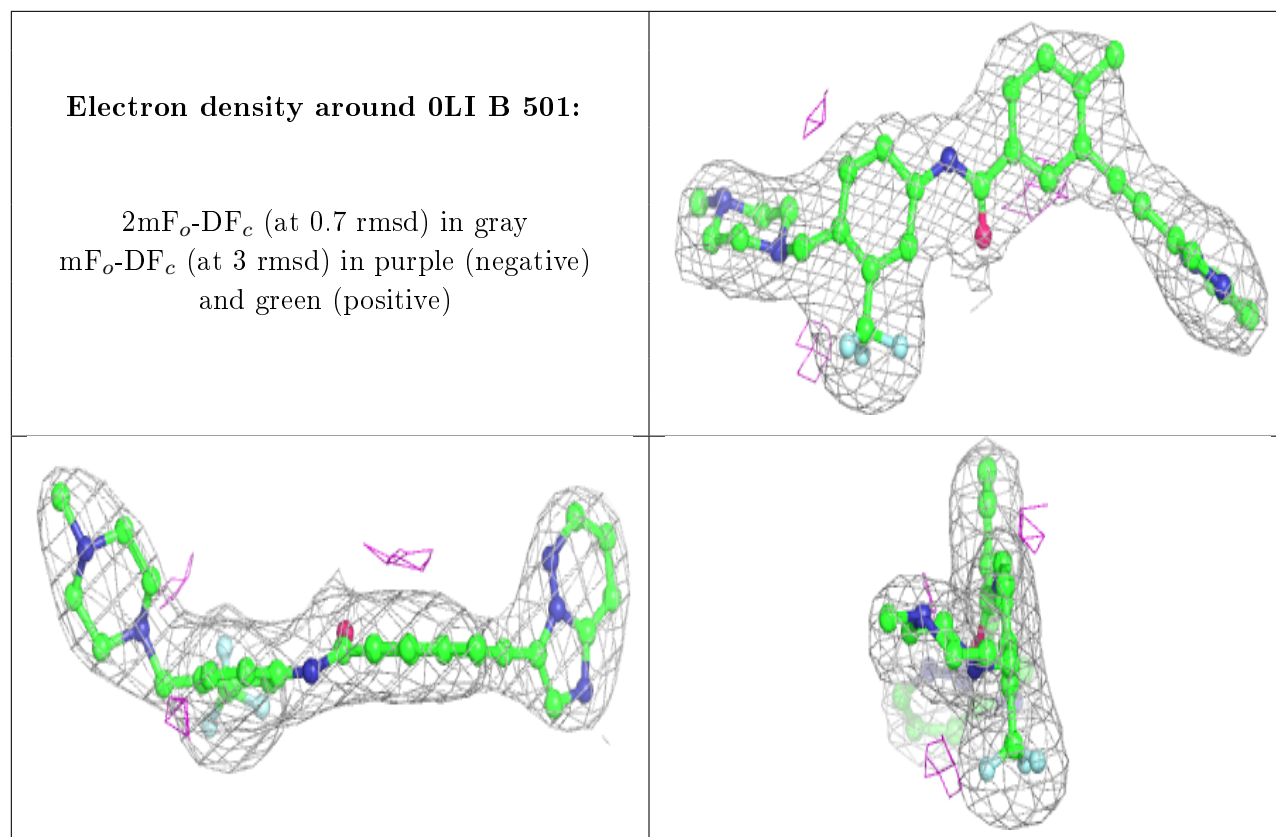 Electron density around 0LI B 501:
2mFₒ-DF𝒸 (at 0.7 rmsd) in gray
mFₒ-DF𝒸 (at 3 rmsd) in purple (negative)
and green (positive)